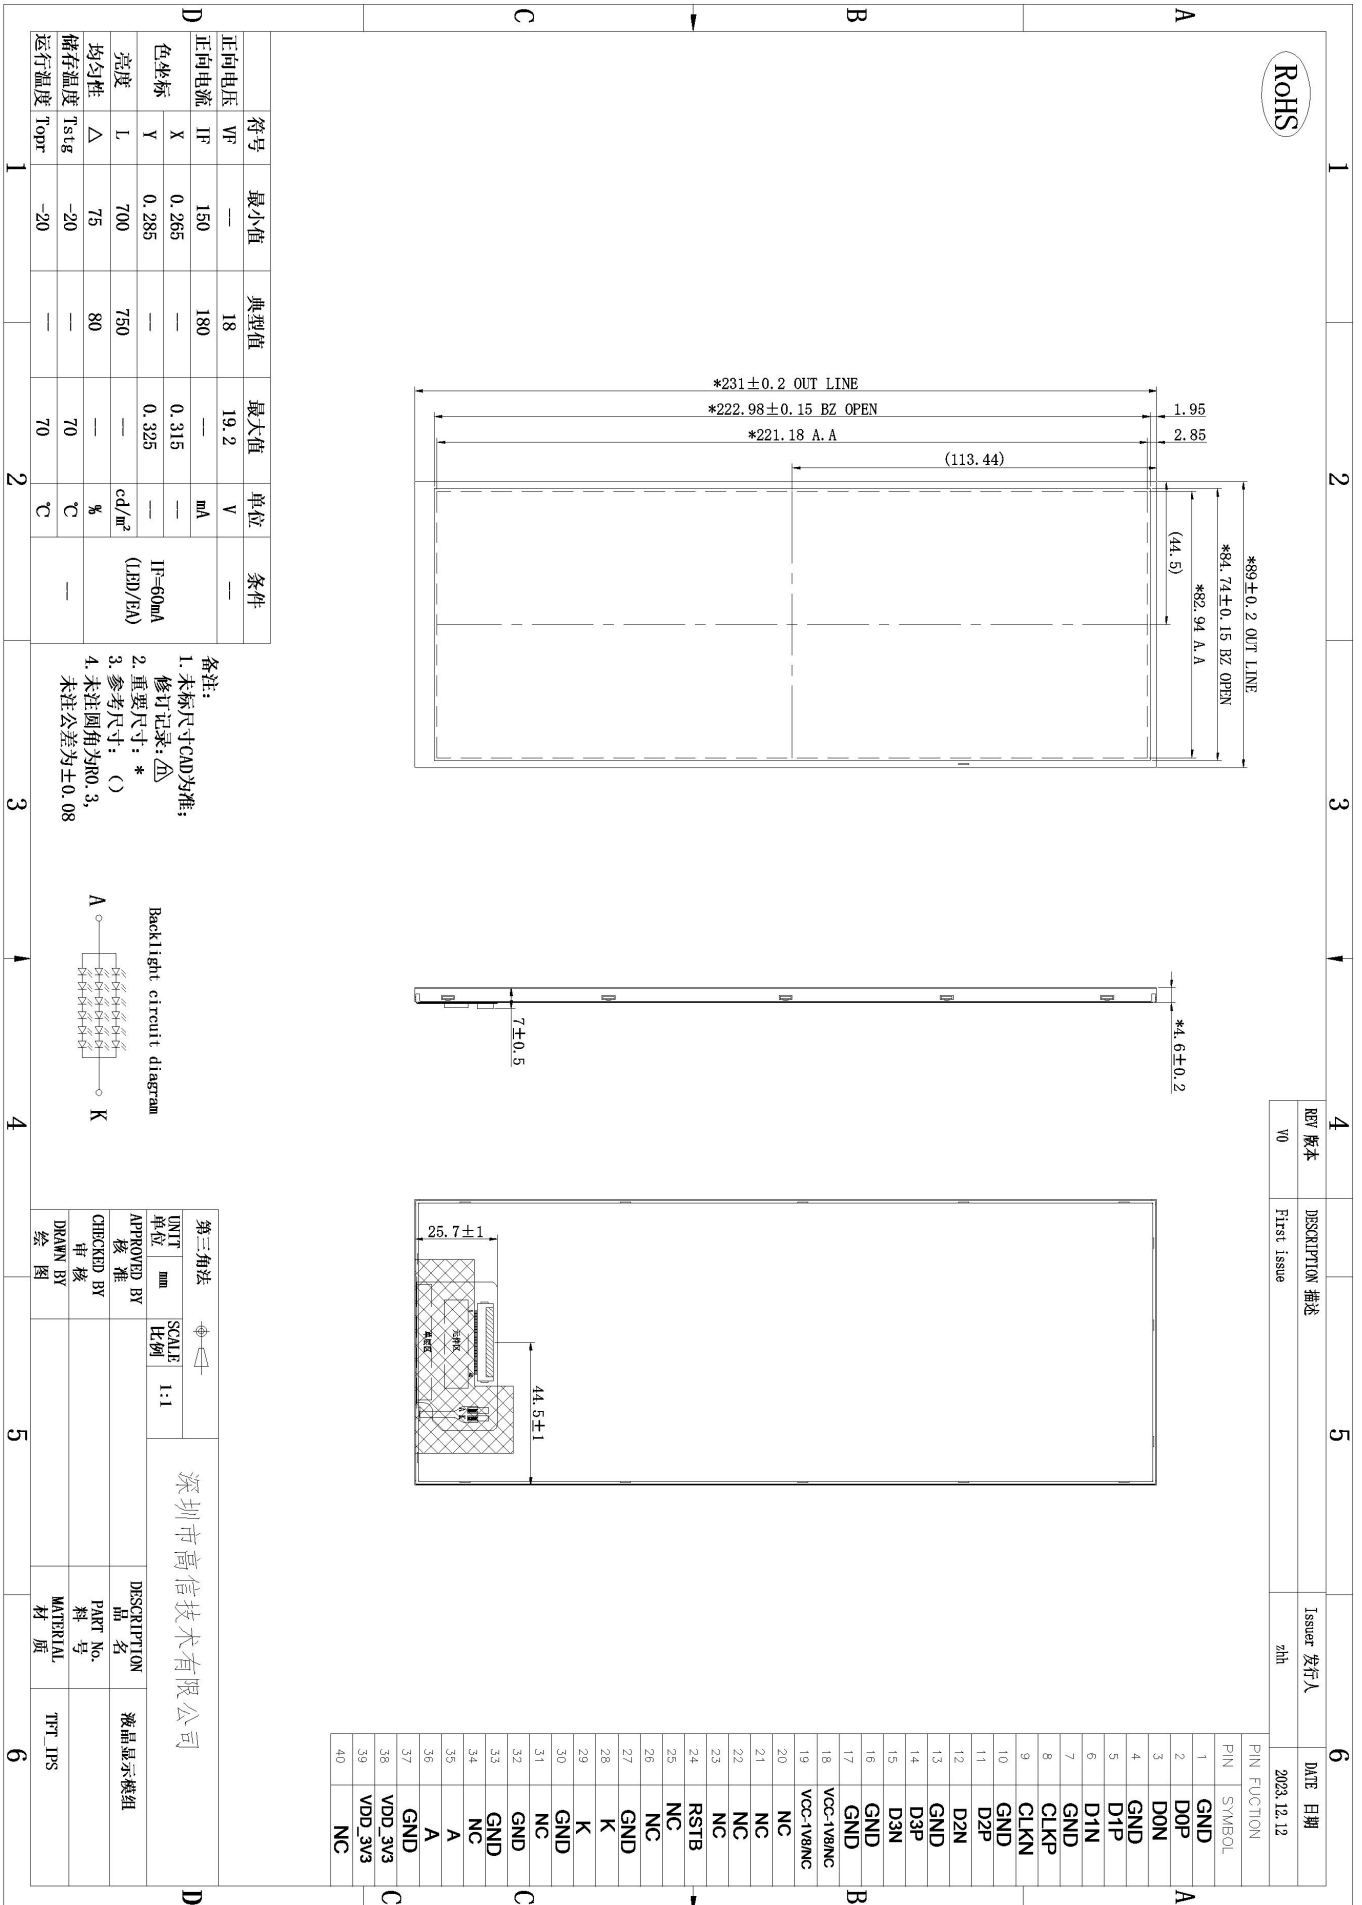 1
2
3
4
5
6
A
B
C
D
RoHS
REV 版本 DESCRIPTION 描述 Issuer 发行人 DATE 日期
V0 First issue zhh 2023.12.12
*89±0.2 OUT LINE
*84.74±0.15 BZ OPEN
*82.94 A.A
(44.5)
*231±0.2 OUT LINE
*222.98±0.15 BZ OPEN
*221.18 A.A
(113.44)
1.95
2.85
*4.6±0.2
7±0.5
25.7±1
44.5±1
元件区
单层区
PIN FUCTION
PIN SYMBOL
1 GND
2 D0P
3 D0N
4 GND
5 D1P
6 D1N
7 GND
8 CLKP
9 CLKN
10 GND
11 D2P
12 D2N
13 GND
14 D3P
15 D3N
16 GND
17 GND
18 VCC-1V8/NC
19 VCC-1V8/NC
20 NC
21 NC
22 NC
23 NC
24 RSTB
25 NC
26 NC
27 GND
28 K
29 K
30 GND
31 NC
32 GND
33 GND
34 NC
35 A
36 A
37 GND
38 VDD_3V3
39 VDD_3V3
40 NC
符号 最小值 典型值 最大值 单位 条件
正向电压 VF — 18 19.2 V —
正向电流 IF 150 180 — mA
色坐标 X 0.265 — 0.315 —
Y 0.285 — 0.325 —
亮度 L 700 750 — cd/m²
均匀性 △ 75 80 — %
IF=60mA
(LED/EA)
储存温度 Tstg -20 — 70 ℃ —
运行温度 Topr -20 — 70 ℃
备注:
1. 未标尺寸CAD为准;
修订记录: n
2. 重要尺寸: *
3. 参考尺寸: ( )
4. 未注圆角为R0.3,
未注公差为±0.08
Backlight circuit diagram
A K
第三角法
UNIT 单位 mm SCALE 比例 1:1
深圳市高信技术有限公司
APPROVED BY
核 准
DESCRIPTION
品 名
液晶显示模组
CHECKED BY
审 核
PART No.
料 号
DRAWN BY
绘 图
MATERIAL
材 质
TFT_IPS
1
2
3
4
5
6
A
B
C
C
D